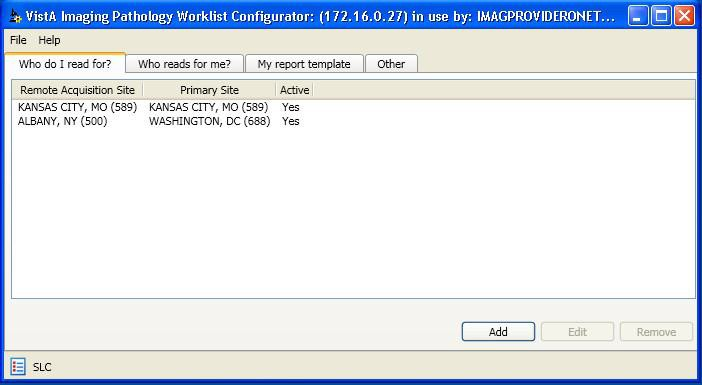 VistA Imaging Pathology Worklist Configurator: (172.16.0.27) in use by: IMAGPROVIDERONET...
File Help
Who do I read for? Who reads for me? My report template Other
Remote Acquisition Site Primary Site Active
KANSAS CITY, MO (589) KANSAS CITY, MO (589) Yes
ALBANY, NY (500) WASHINGTON, DC (688) Yes
Add Edit Remove
SLC